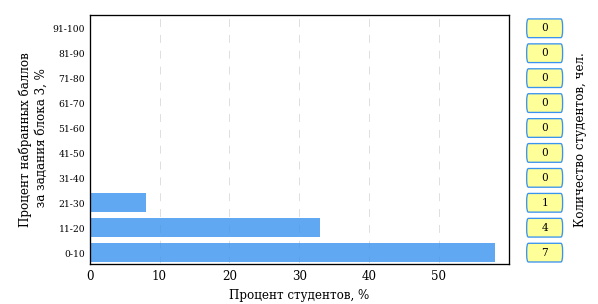 Процент набранных баллов
за задания блока 3, %
91-100 0
81-90 0
71-80 0
61-70 0
51-60 0
41-50 0
31-40 0
21-30 1
11-20 4
0-10 7
0 10 20 30 40 50
Процент студентов, %
Количество студентов, чел.